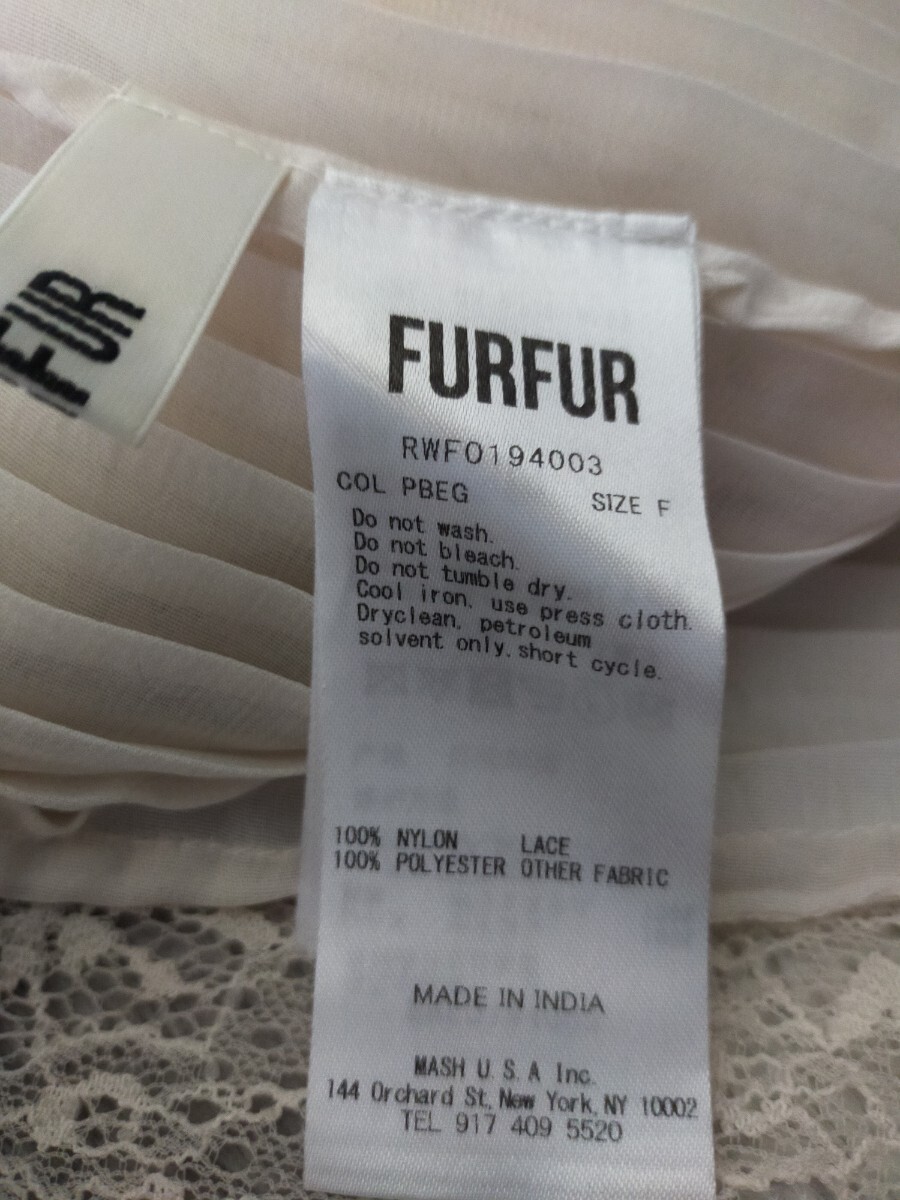 FUR
FURFUR
RWFO194003
COL PBEG SIZE F
Do not wash.
Do not bleach.
Do not tumble dry.
Cool iron. use press cloth.
Dryclean. petroleum
solvent only. short cycle.
100% NYLON LACE
100% POLYESTER OTHER FABRIC
MADE IN INDIA
MASH U.S.A Inc.
144 Orchard St, New York, NY 10002
TEL 917 409 5520